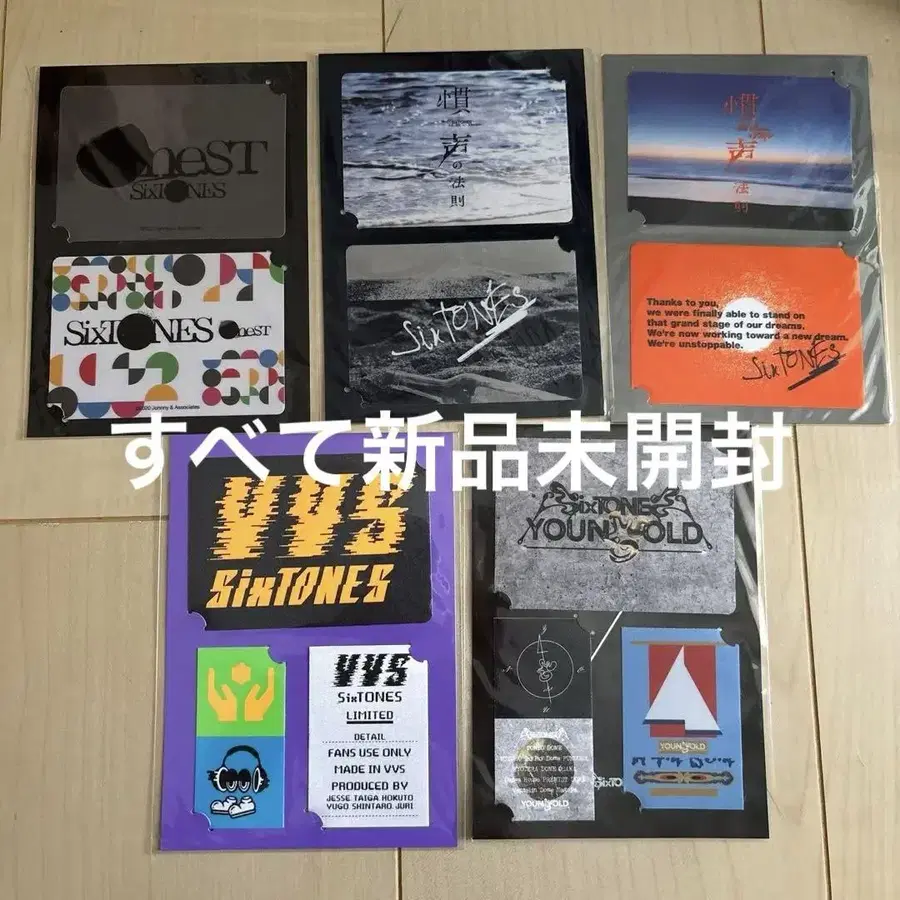 OneST
SixTONES
SixTONES OneST
©2020 Johnny & Associates
慣声の法則
SixTONES
慣声の法則
Thanks to you,
we were finally able to stand on
that grand stage of our dreams.
We're now working toward a new dream.
We're unstoppable.
SixTONES
すべて新品未開封
VVS
SixTONES
VVS
SixTONES
LIMITED
DETAIL
FANS USE ONLY
MADE IN VVS
PRODUCED BY
JESSE TAIGA HOKUTO
YUGO SHINTARO JURI
SixTONES
YOUNG OLD
YOUNG OLD
YOUNG OLD